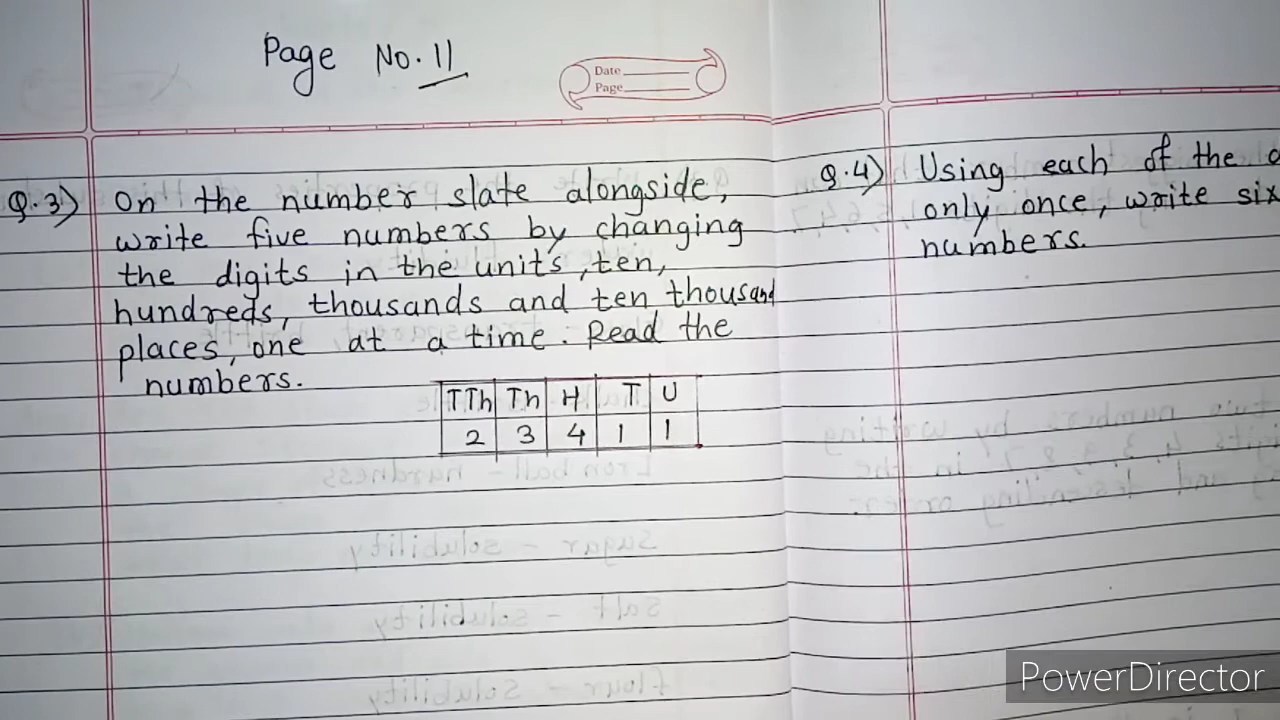 Page No. 11
Date
Page
Q.3) On the number slate alongside,
write five numbers by changing
the digits in the units, ten,
hundreds, thousands and ten thousand
places, one at a time. Read the
numbers.
TTh Th H T U
2 3 4 1 1
Q.4) Using each of the
only once, write six
numbers.
PowerDirector